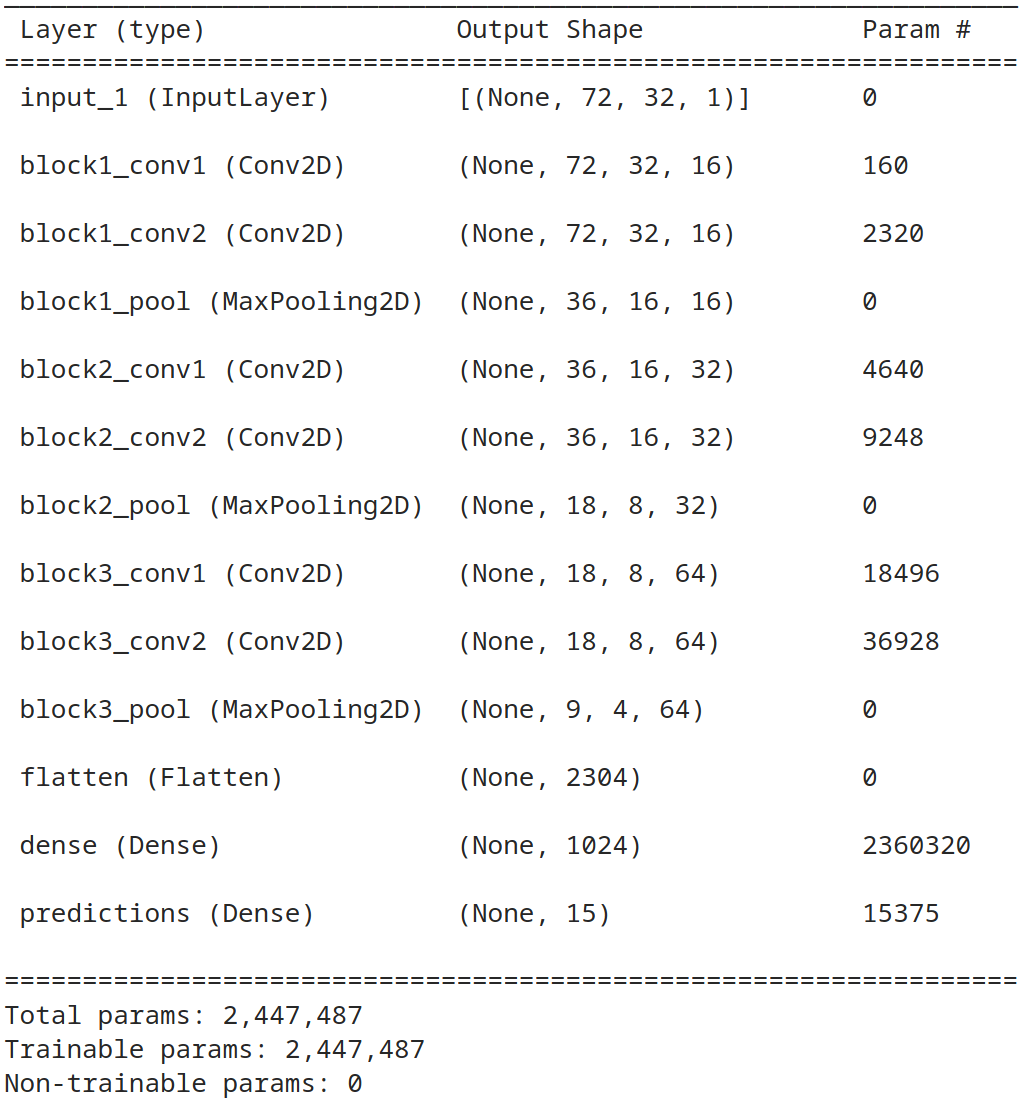 Layer (type) Output Shape Param #
=================================================================
input_1 (InputLayer) [(None, 72, 32, 1)] 0
block1_conv1 (Conv2D) (None, 72, 32, 16) 160
block1_conv2 (Conv2D) (None, 72, 32, 16) 2320
block1_pool (MaxPooling2D) (None, 36, 16, 16) 0
block2_conv1 (Conv2D) (None, 36, 16, 32) 4640
block2_conv2 (Conv2D) (None, 36, 16, 32) 9248
block2_pool (MaxPooling2D) (None, 18, 8, 32) 0
block3_conv1 (Conv2D) (None, 18, 8, 64) 18496
block3_conv2 (Conv2D) (None, 18, 8, 64) 36928
block3_pool (MaxPooling2D) (None, 9, 4, 64) 0
flatten (Flatten) (None, 2304) 0
dense (Dense) (None, 1024) 2360320
predictions (Dense) (None, 15) 15375
=================================================================
Total params: 2,447,487
Trainable params: 2,447,487
Non-trainable params: 0